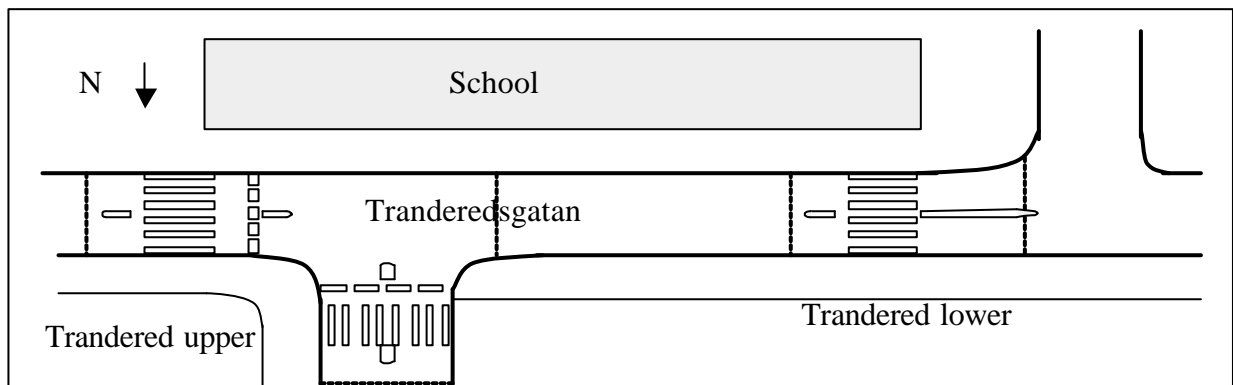 N
School
Tranderedsgatan
Trandered upper
Trandered lower